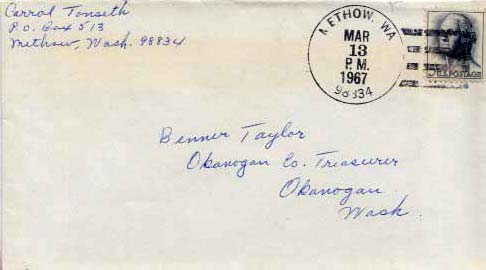 Carrol Tonseth
P.O. Box 513
Methow, Wash. 98834
METHOW, WA
MAR
13
P.M.
1967
98834
U.S. POSTAGE
Benner Taylor
Okanogan Co. Treasurer
Okanogan
Wash.